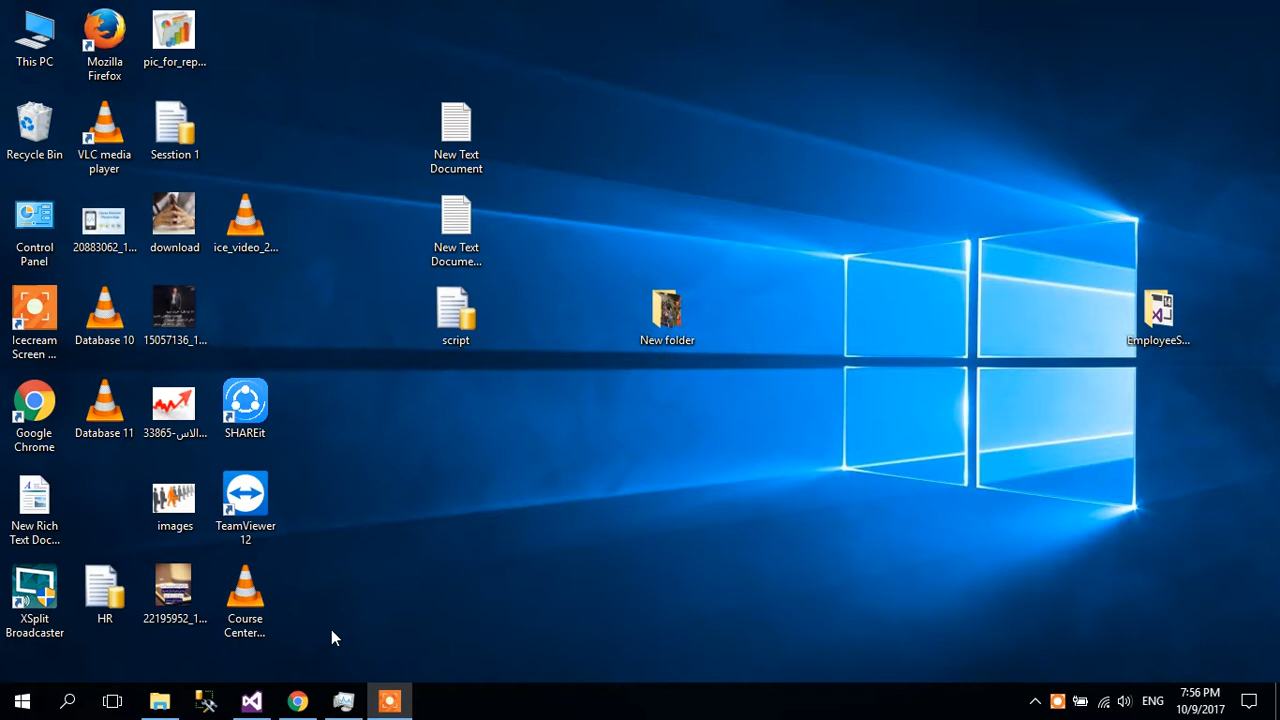 This PC
Mozilla
Firefox
pic_for_rep...
Recycle Bin
VLC media
player
Sesstion 1
New Text
Document
Control
Panel
20883062_1...
download
ice_video_2...
New Text
Docume...
Icecream
Screen ...
Database 10
15057136_1...
script
New folder
EmployeeS...
Google
Chrome
Database 11
33865-الاس...
SHAREit
New Rich
Text Doc...
images
TeamViewer
12
XSplit
Broadcaster
HR
22195952_1...
Course
Center...
ENG
7:56 PM
10/9/2017